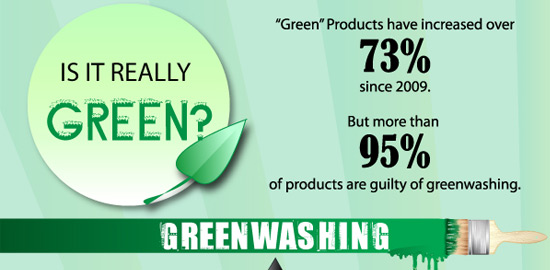 IS IT REALLY
GREEN?
“Green” Products have increased over
73%
since 2009.
But more than
95%
of products are guilty of greenwashing.
GREENWASHING